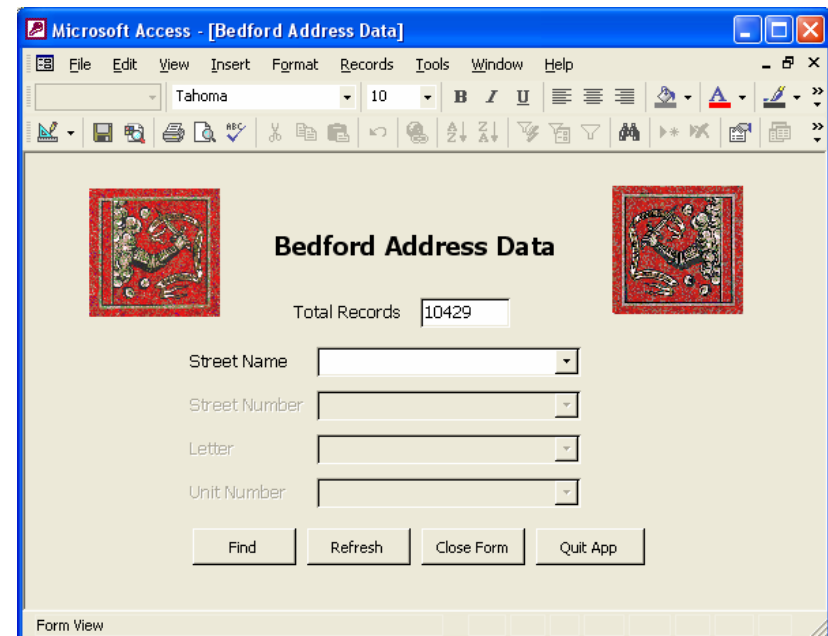 Microsoft Access - [Bedford Address Data]
File Edit View Insert Format Records Tools Window Help
Tahoma 10 B I U A
ABC A Z Z A
Bedford Address Data
Total Records 10429
Street Name
Street Number
Letter
Unit Number
Find Refresh Close Form Quit App
Form View